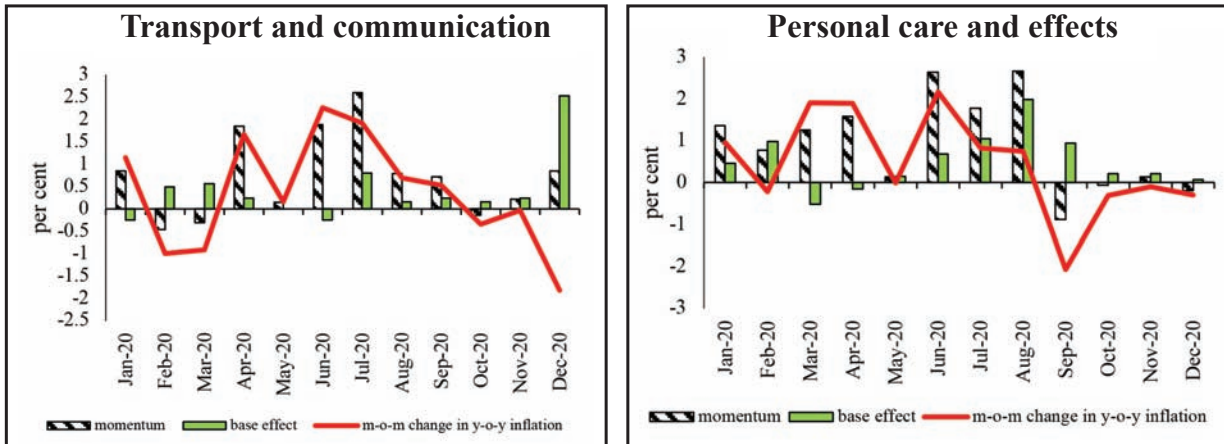 Transport and communication
per cent
3
2.5
2
1.5
1
0.5
0
-0.5
-1
-1.5
-2
-2.5
Jan-20
Feb-20
Mar-20
Apr-20
May-20
Jun-20
Jul-20
Aug-20
Sep-20
Oct-20
Nov-20
Dec-20
momentum
base effect
m-o-m change in y-o-y inflation
Personal care and effects
per cent
3
2
1
0
-1
-2
-3
Jan-20
Feb-20
Mar-20
Apr-20
May-20
Jun-20
Jul-20
Aug-20
Sep-20
Oct-20
Nov-20
Dec-20
momentum
base effect
m-o-m change in y-o-y inflation